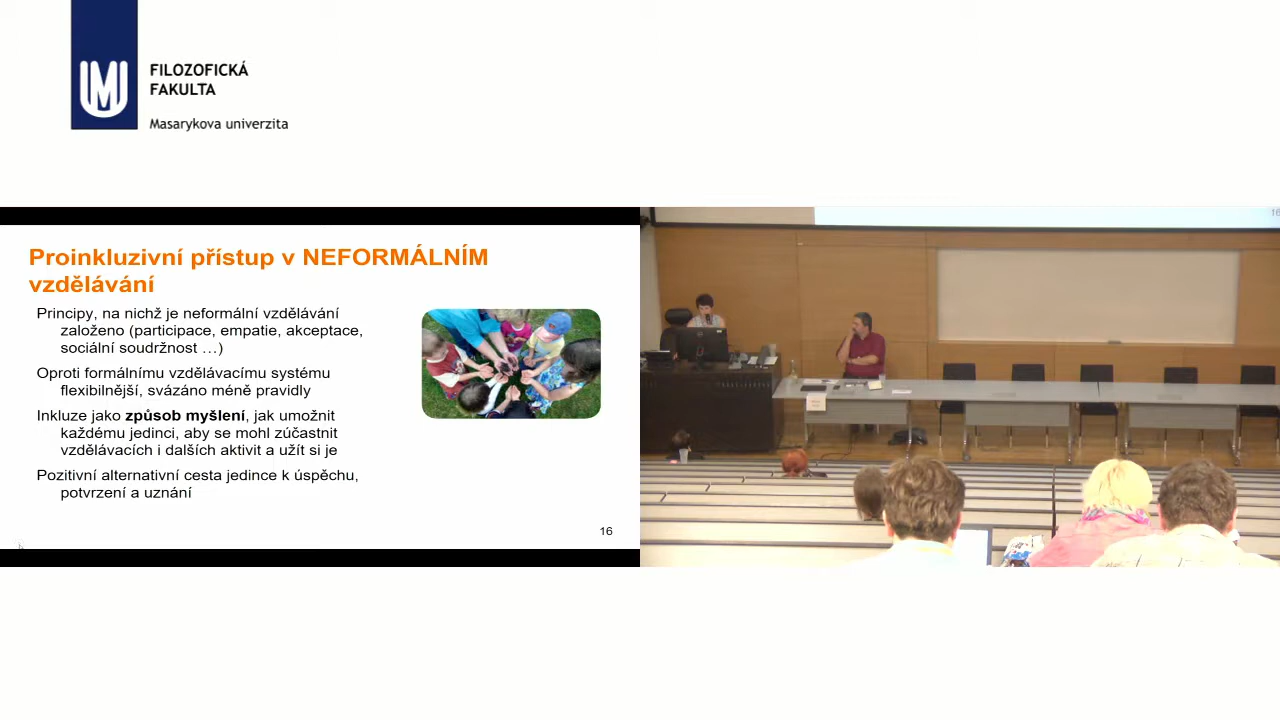 FILOZOFICKÁ
FAKULTA
Masarykova univerzita
Proinkluzivní přístup v NEFORMÁLNÍM
vzdělávání
Principy, na nichž je neformální vzdělávání
založeno (participace, empatie, akceptace,
sociální soudržnost …)
Oproti formálnímu vzdělávacímu systému
flexibilnější, svázáno méně pravidly
Inkluze jako způsob myšlení, jak umožnit
každému jedinci, aby se mohl zúčastnit
vzdělávacích i dalších aktivit a užít si je
Pozitivní alternativní cesta jedince k úspěchu,
potvrzení a uznání
16
16